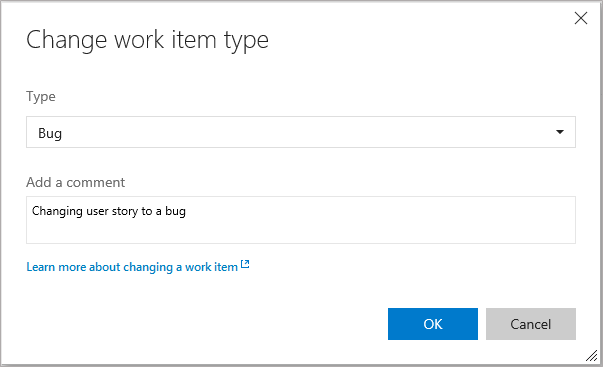 Change work item type
Type
Bug
Add a comment
Changing user story to a bug
Learn more about changing a work item
OK
Cancel